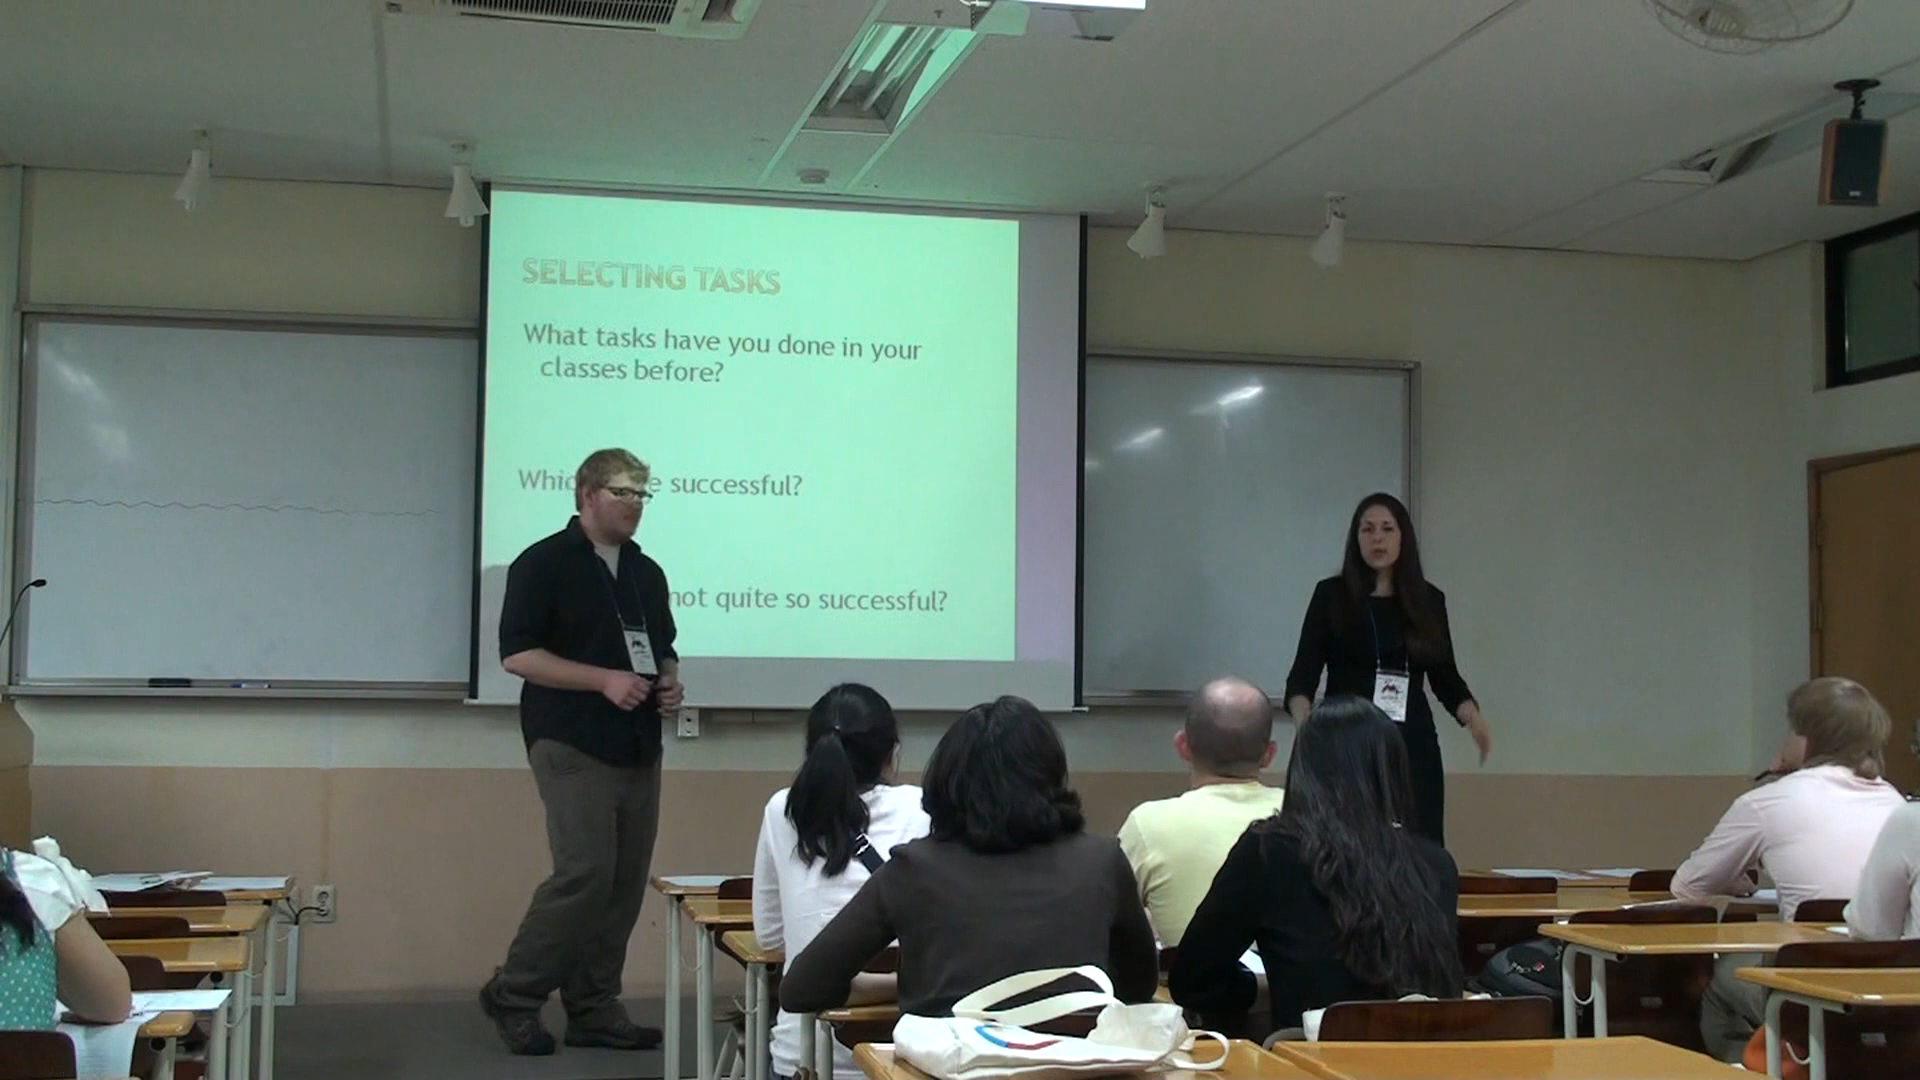 SELECTING TASKS
What tasks have you done in your
classes before?
successful?
not quite so successful?